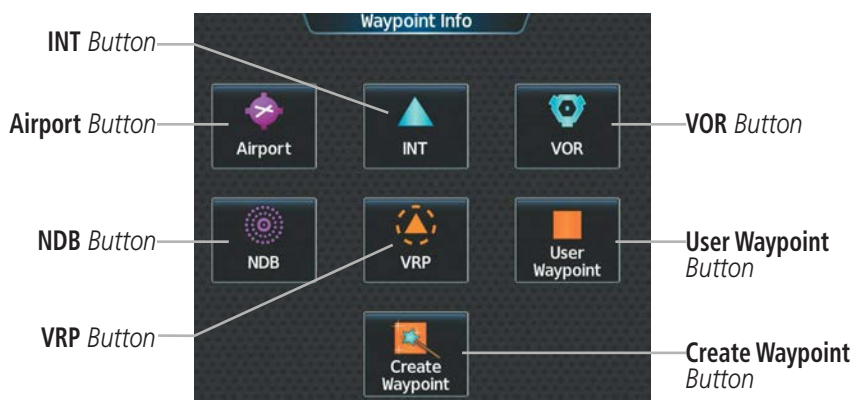 Waypoint Info
INT Button
Airport Button
VOR Button
Airport
INT
VOR
NDB Button
User Waypoint
Button
NDB
VRP
User
Waypoint
VRP Button
Create Waypoint
Button
Create
Waypoint